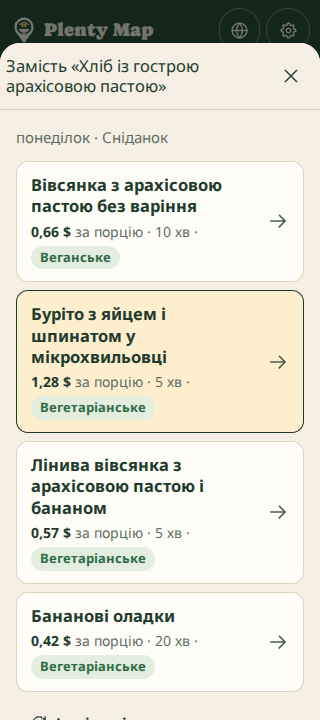 Plenty Map
Замість «Хліб із гострою
арахісовою пастою»
понеділок · Сніданок
Вівсянка з арахісовою
пастою без варіння
0,66 $ за порцію · 10 хв ·
Веганське
Буріто з яйцем і
шпинатом у
мікрохвильовці
1,28 $ за порцію · 5 хв ·
Вегетаріанське
Лінива вівсянка з
арахісовою пастою і
бананом
0,57 $ за порцію · 5 хв ·
Вегетаріанське
Бананові оладки
0,42 $ за порцію · 20 хв ·
Вегетаріанське